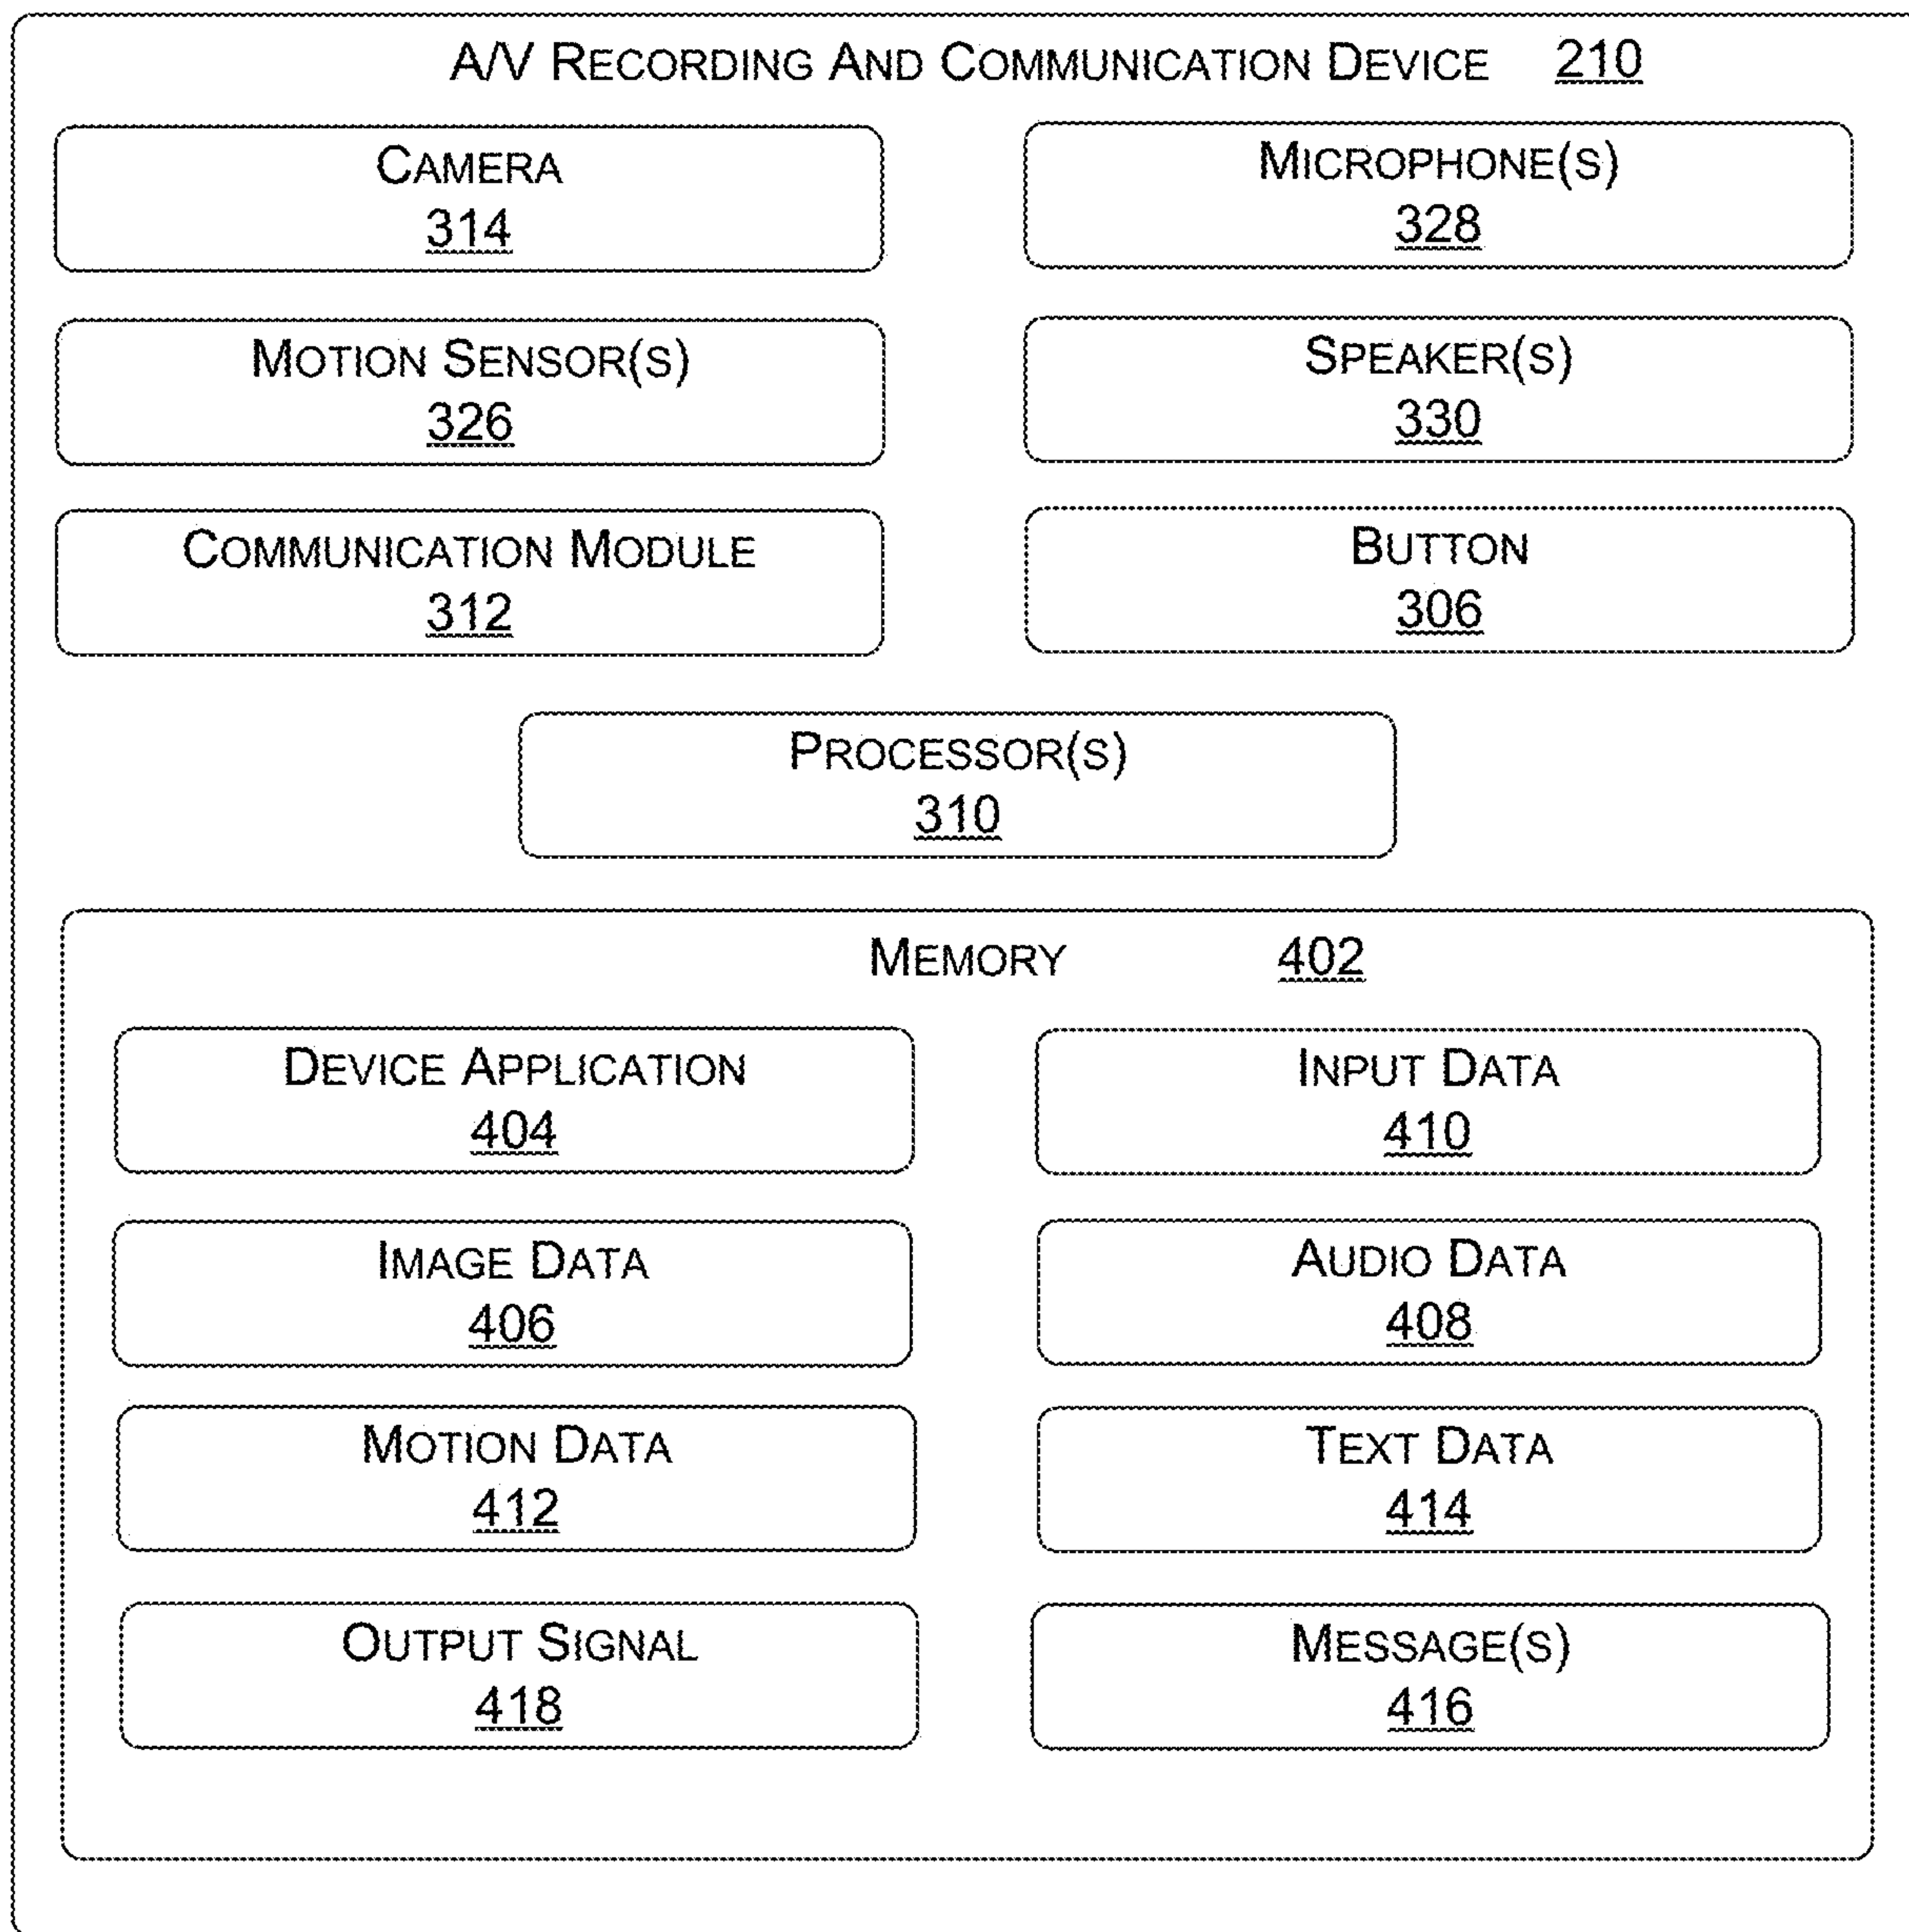 A/V RECORDING AND COMMUNICATION DEVICE 210
CAMERA
314
MICROPHONE(S)
328
MOTION SENSOR(S)
326
SPEAKER(S)
330
COMMUNICATION MODULE
312
BUTTON
306
PROCESSOR(S)
310
MEMORY 402
DEVICE APPLICATION
404
INPUT DATA
410
IMAGE DATA
406
AUDIO DATA
408
MOTION DATA
412
TEXT DATA
414
OUTPUT SIGNAL
418
MESSAGE(S)
416